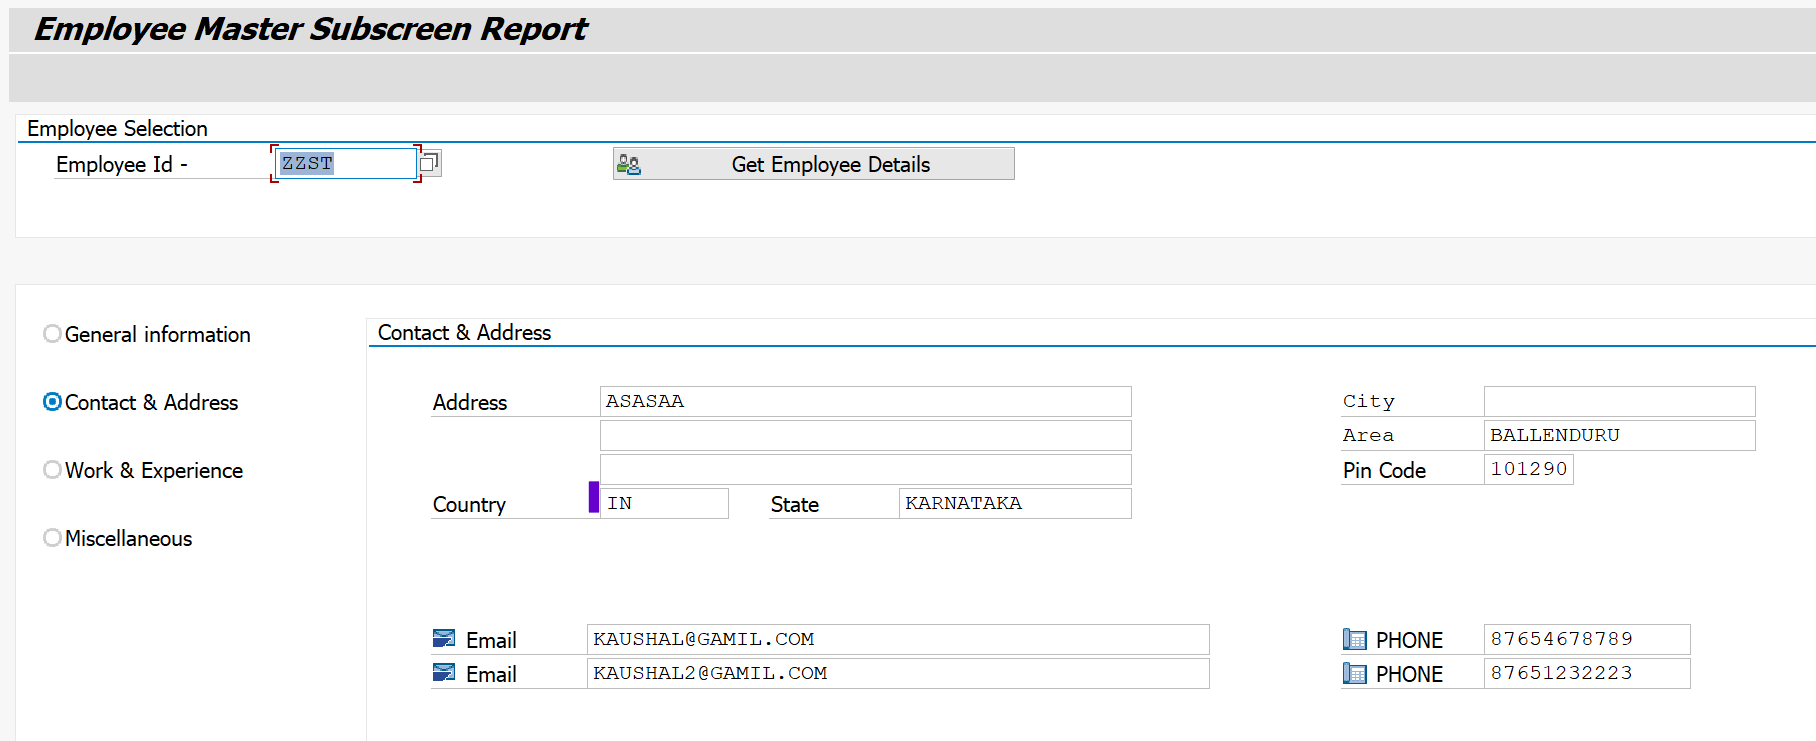 Employee Master Subscreen Report
Employee Selection
Employee Id - ZZST Get Employee Details
General information
Contact & Address
Work & Experience
Miscellaneous
Contact & Address
Address ASASAA City
Area BALLENDURU
Pin Code 101290
Country IN State KARNATAKA
Email KAUSHAL@GAMIL.COM PHONE 87654678789
Email KAUSHAL2@GAMIL.COM PHONE 87651232223